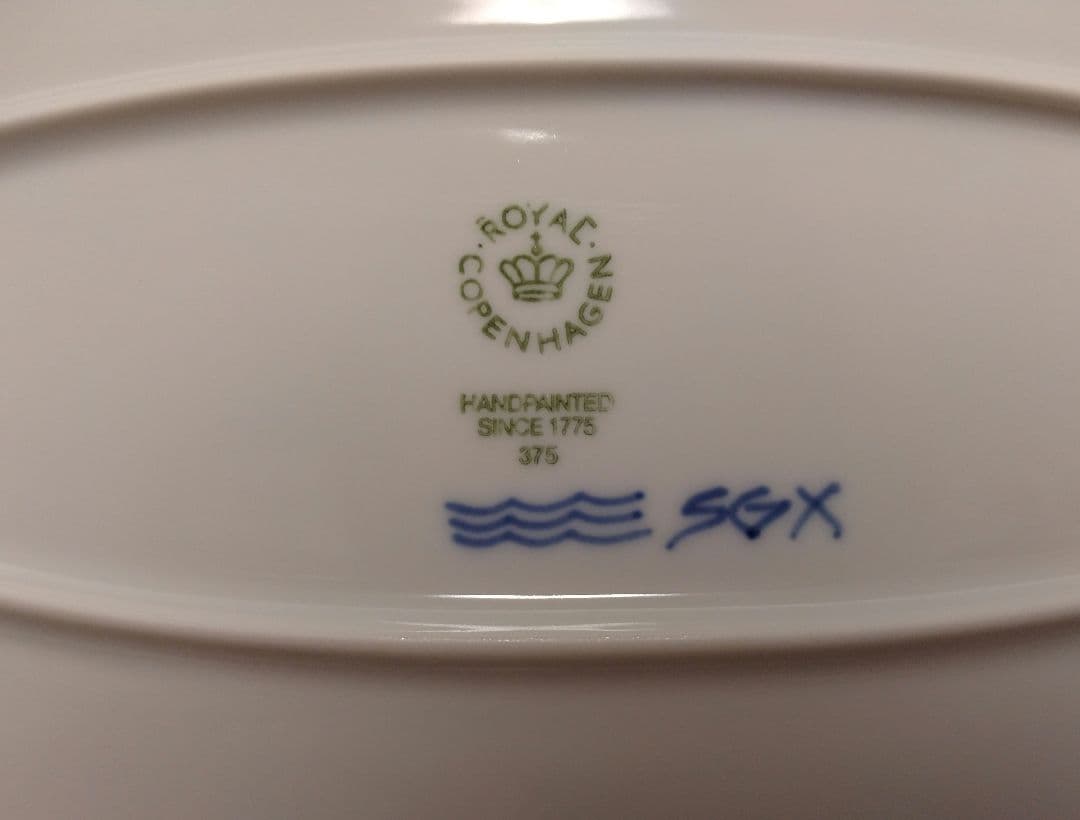 ROYAL
COPENHAGEN
HANDPAINTED
SINCE 1775
375
SGX